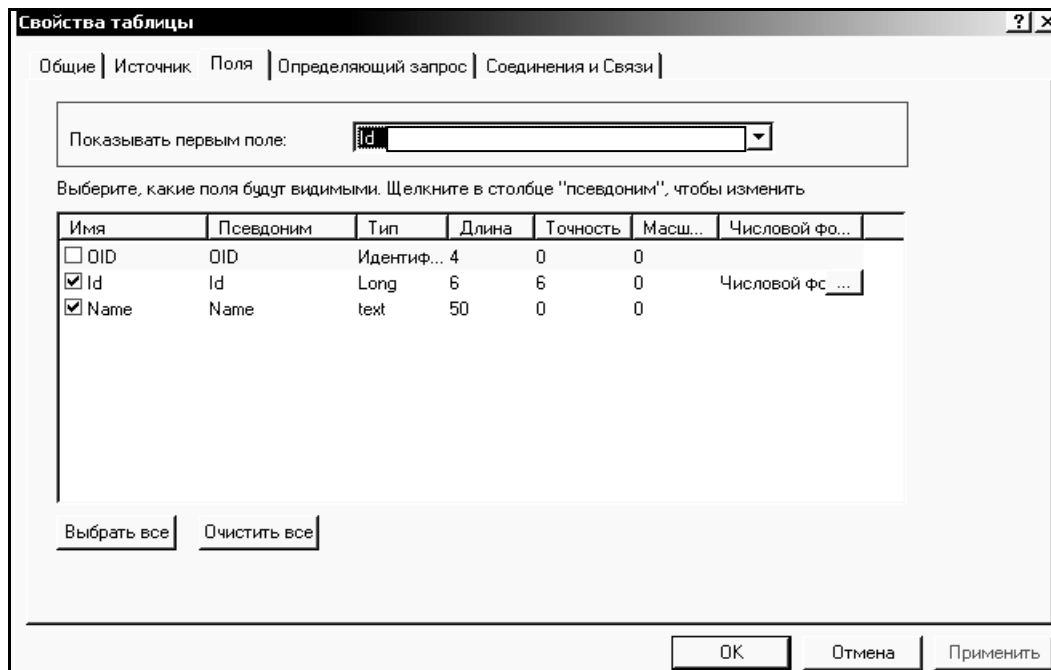 Свойства таблицы
Общие Источник Поля Определяющий запрос Соединения и Связи
Показывать первым поле: Id
Выберите, какие поля будут видимыми. Щелкните в столбце "псевдоним", чтобы изменить
Имя Псевдоним Тип Длина Точность Масш... Числовой фо...
OID OID Идентиф... 4 0 0
Id Id Long 6 6 0 Числовой фо ...
Name Name text 50 0 0
Выбрать все Очистить все
OK Отмена Применить